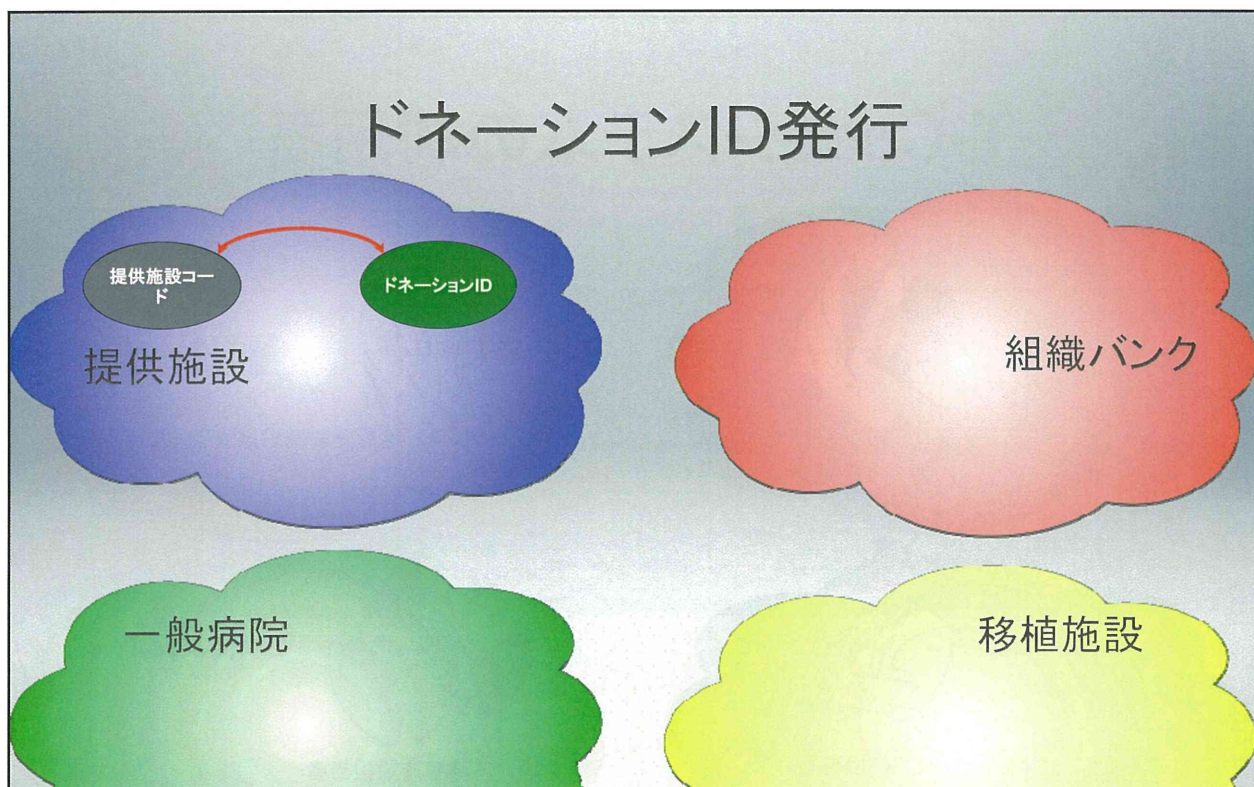 ドネーションID発行
提供施設コー
ド
ドネーションID
提供施設
組織バンク
一般病院
移植施設